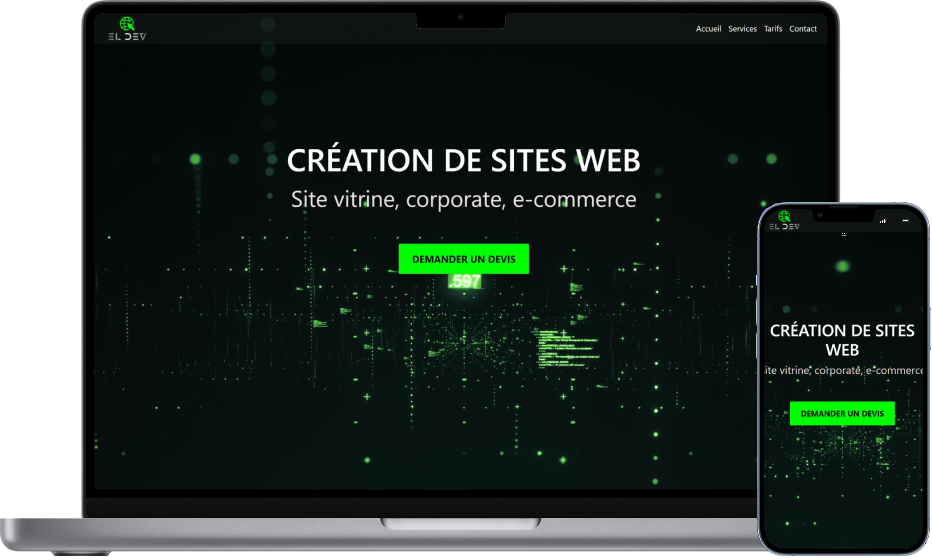 EL DEV
Accueil Services Tarifs Contact
CRÉATION DE SITES WEB
Site vitrine, corporate, e-commerce
DEMANDER UN DEVIS
.597
EL DEV
CRÉATION DE SITES
WEB
ite vitrine, corporate, e-commerce
DEMANDER UN DEVIS